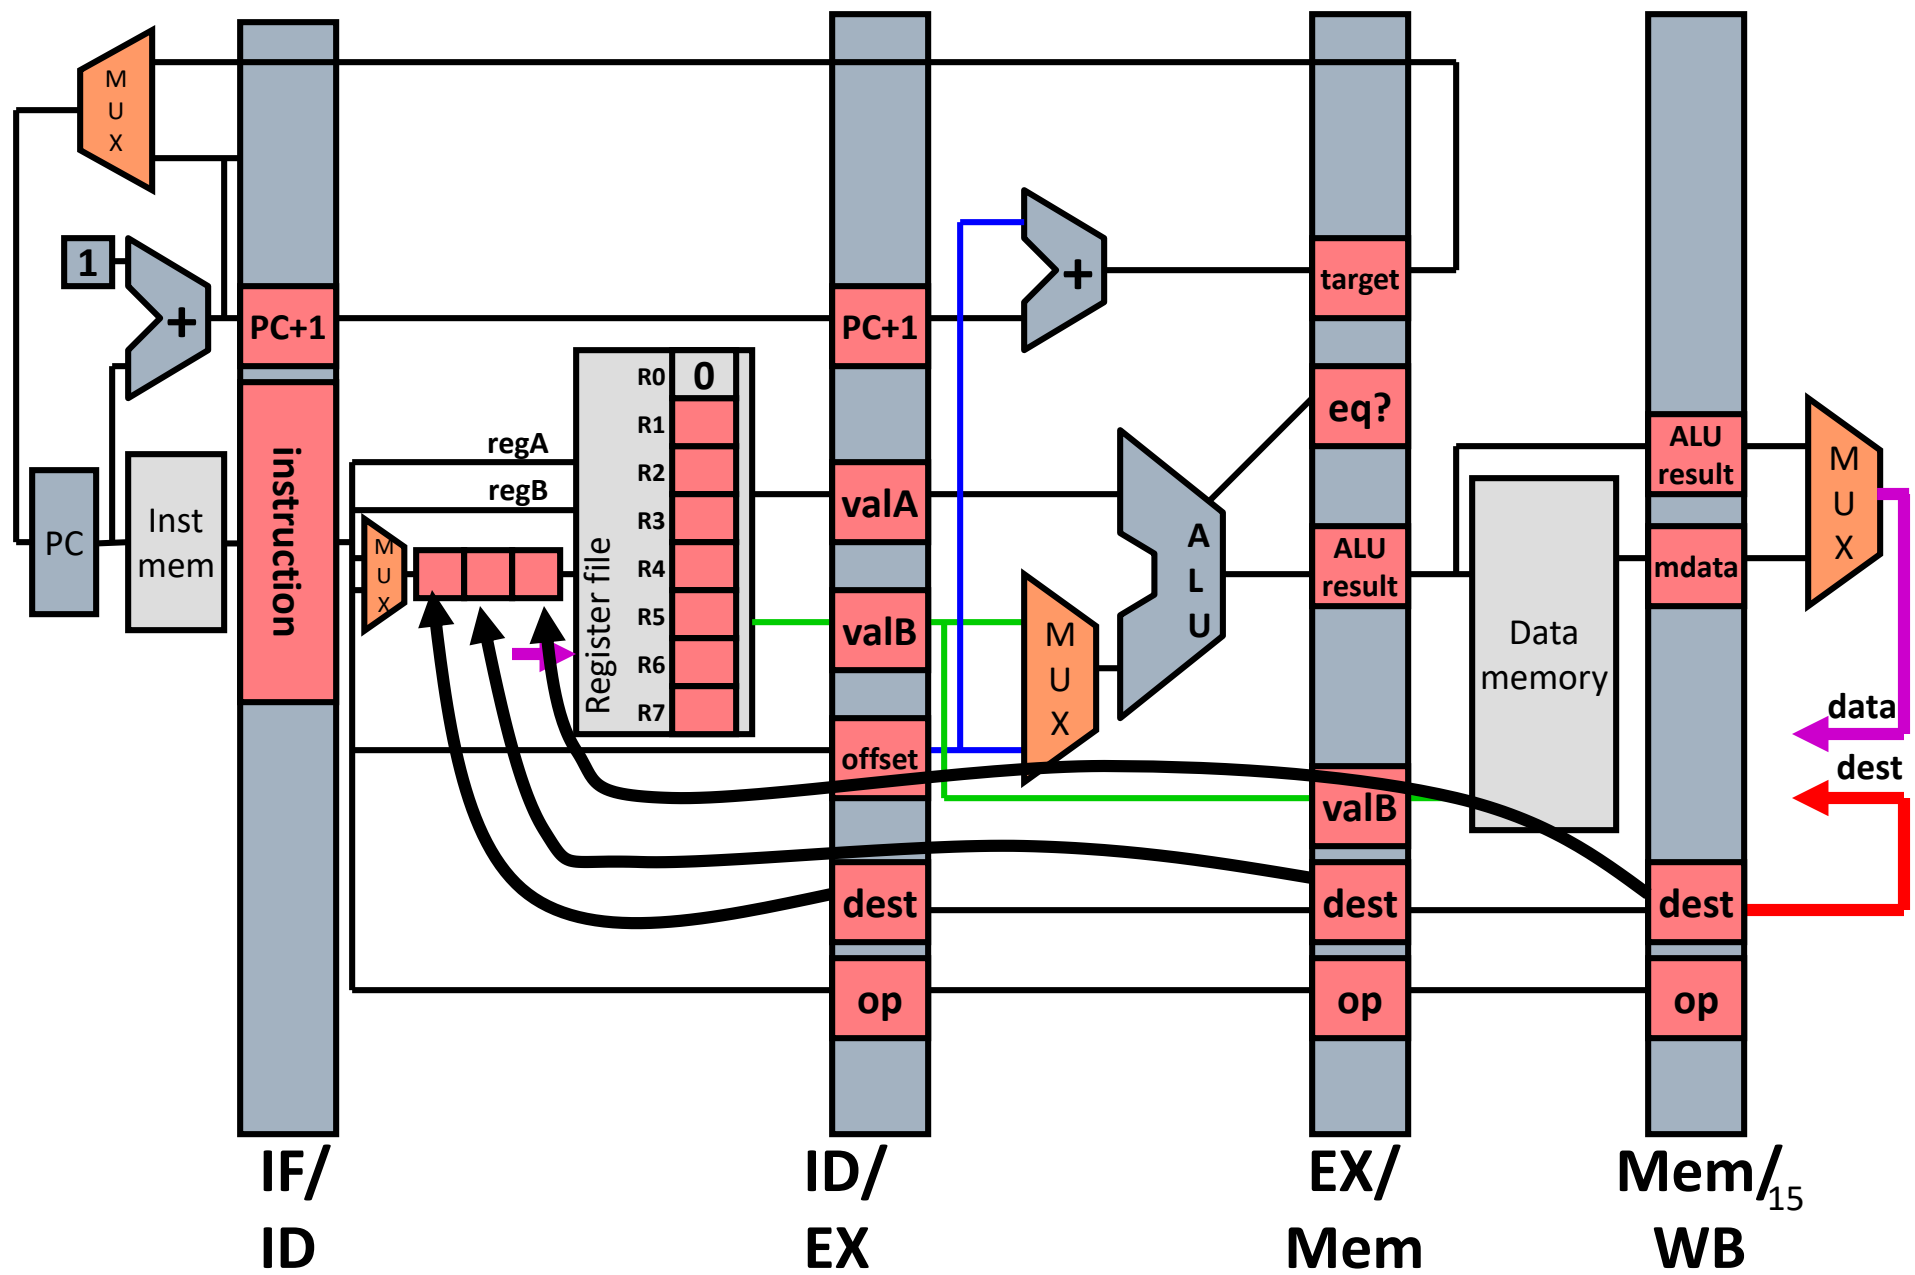 M
U
X
1
+
PC+1
instruction
PC
Inst
mem
regA
regB
M
U
X
Register file
R0
0
R1
R2
R3
R4
R5
R6
R7
PC+1
valA
valB
offset
dest
op
+
M
U
X
A
L
U
target
eq?
ALU
result
valB
dest
op
Data
memory
ALU
result
mdata
dest
op
M
U
X
data
dest
IF/
ID
ID/
EX
EX/
Mem
Mem/
WB
15